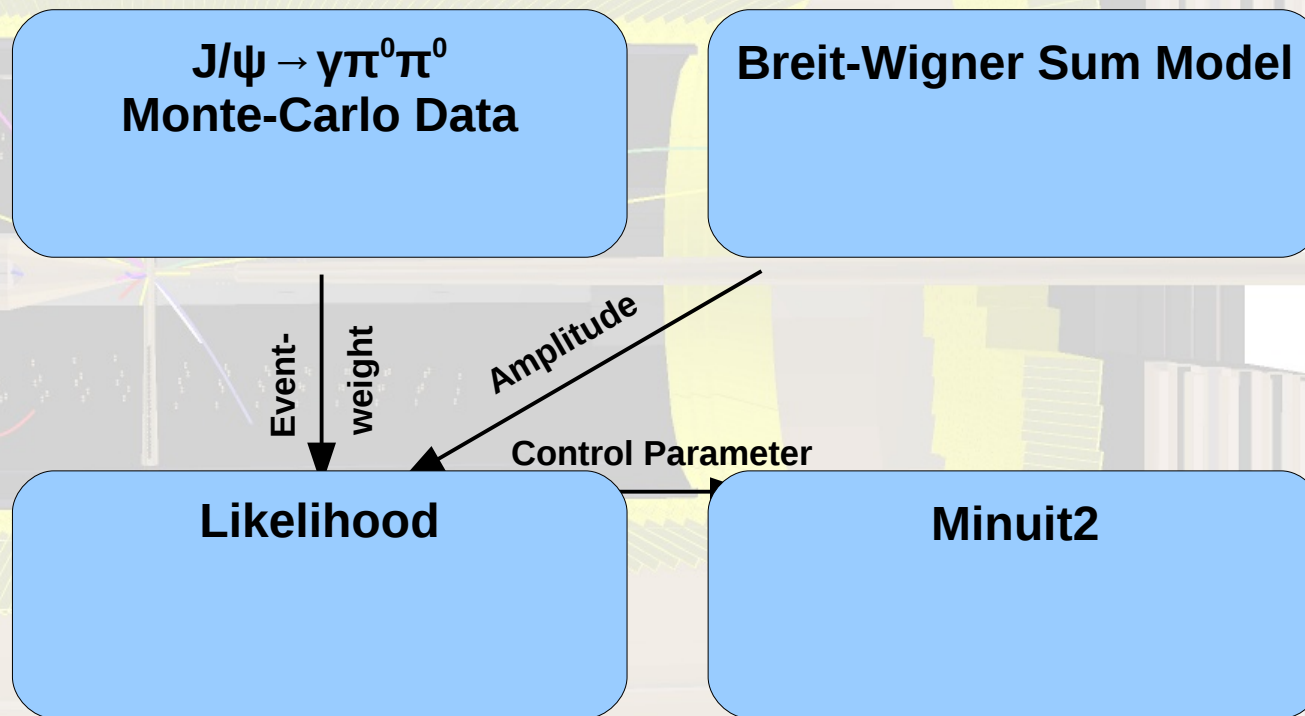 J/ψ→γπ⁰π⁰
Monte-Carlo Data
Breit-Wigner Sum Model
Event-
weight
Amplitude
Control Parameter
Likelihood
Minuit2